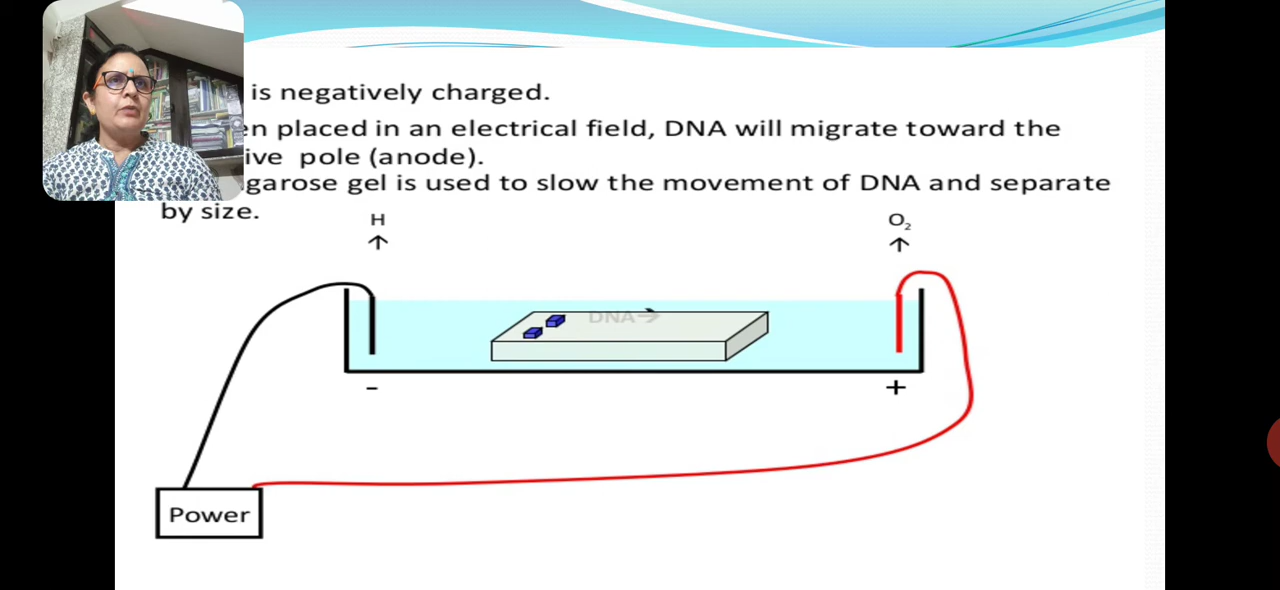 is negatively charged.
en placed in an electrical field, DNA will migrate toward the
ive pole (anode).
garose gel is used to slow the movement of DNA and separate
by size.
H O₂
DNA
- +
Power